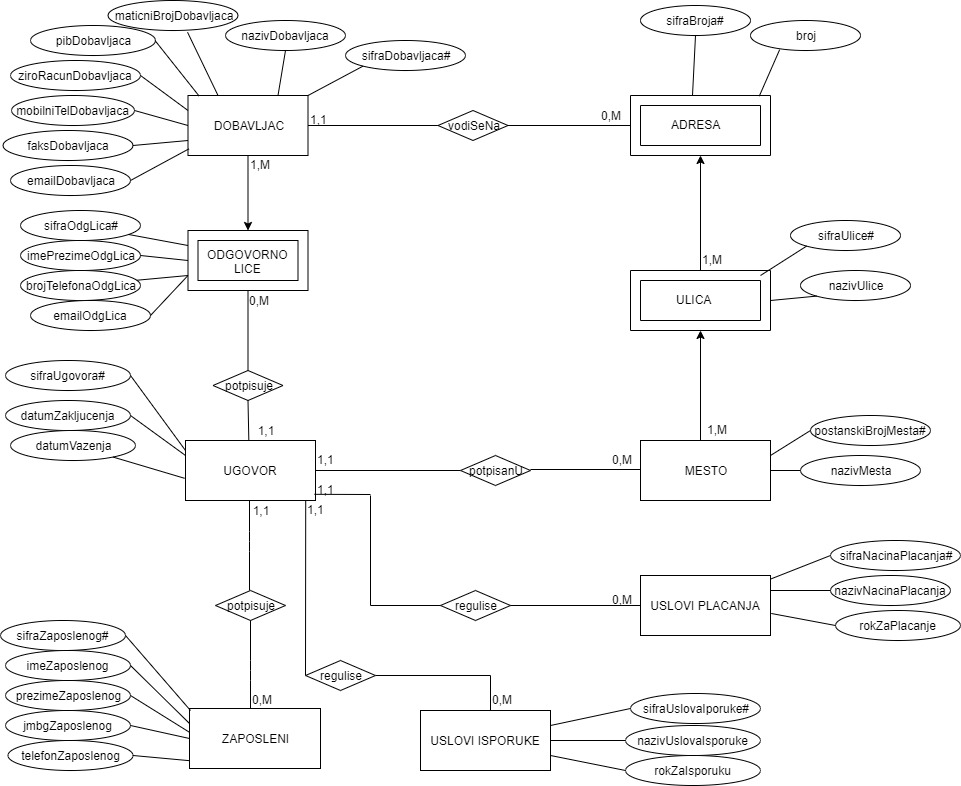 maticniBrojDobavljaca
nazivDobavljaca
pibDobavljaca
sifraDobavljaca#
ziroRacunDobavljaca
mobilniTelDobavljaca
faksDobavljaca
emailDobavljaca
DOBAVLJAC
1,1
vodiSeNa
0,M
sifraBroja#
broj
ADRESA
1,M
sifraOdgLica#
imePrezimeOdgLica
brojTelefonaOdgLica
emailOdgLica
ODGOVORNO
LICE
0,M
1,M
sifraUlice#
nazivUlice
ULICA
potpisuje
1,1
sifraUgovora#
datumZakljucenja
datumVazenja
UGOVOR
1,1
potpisanU
0,M
1,M
postanskiBrojMesta#
nazivMesta
MESTO
1,1
1,1
1,1
potpisuje
regulise
0,M
USLOVI PLACANJA
sifraNacinaPlacanja#
nazivNacinaPlacanja
rokZaPlacanje
sifraZaposlenog#
imeZaposlenog
prezimeZaposlenog
jmbgZaposlenog
telefonZaposlenog
0,M
ZAPOSLENI
regulise
0,M
USLOVI ISPORUKE
sifraUslovaIporuke#
nazivUslovaIsporuke
rokZaIsporuku